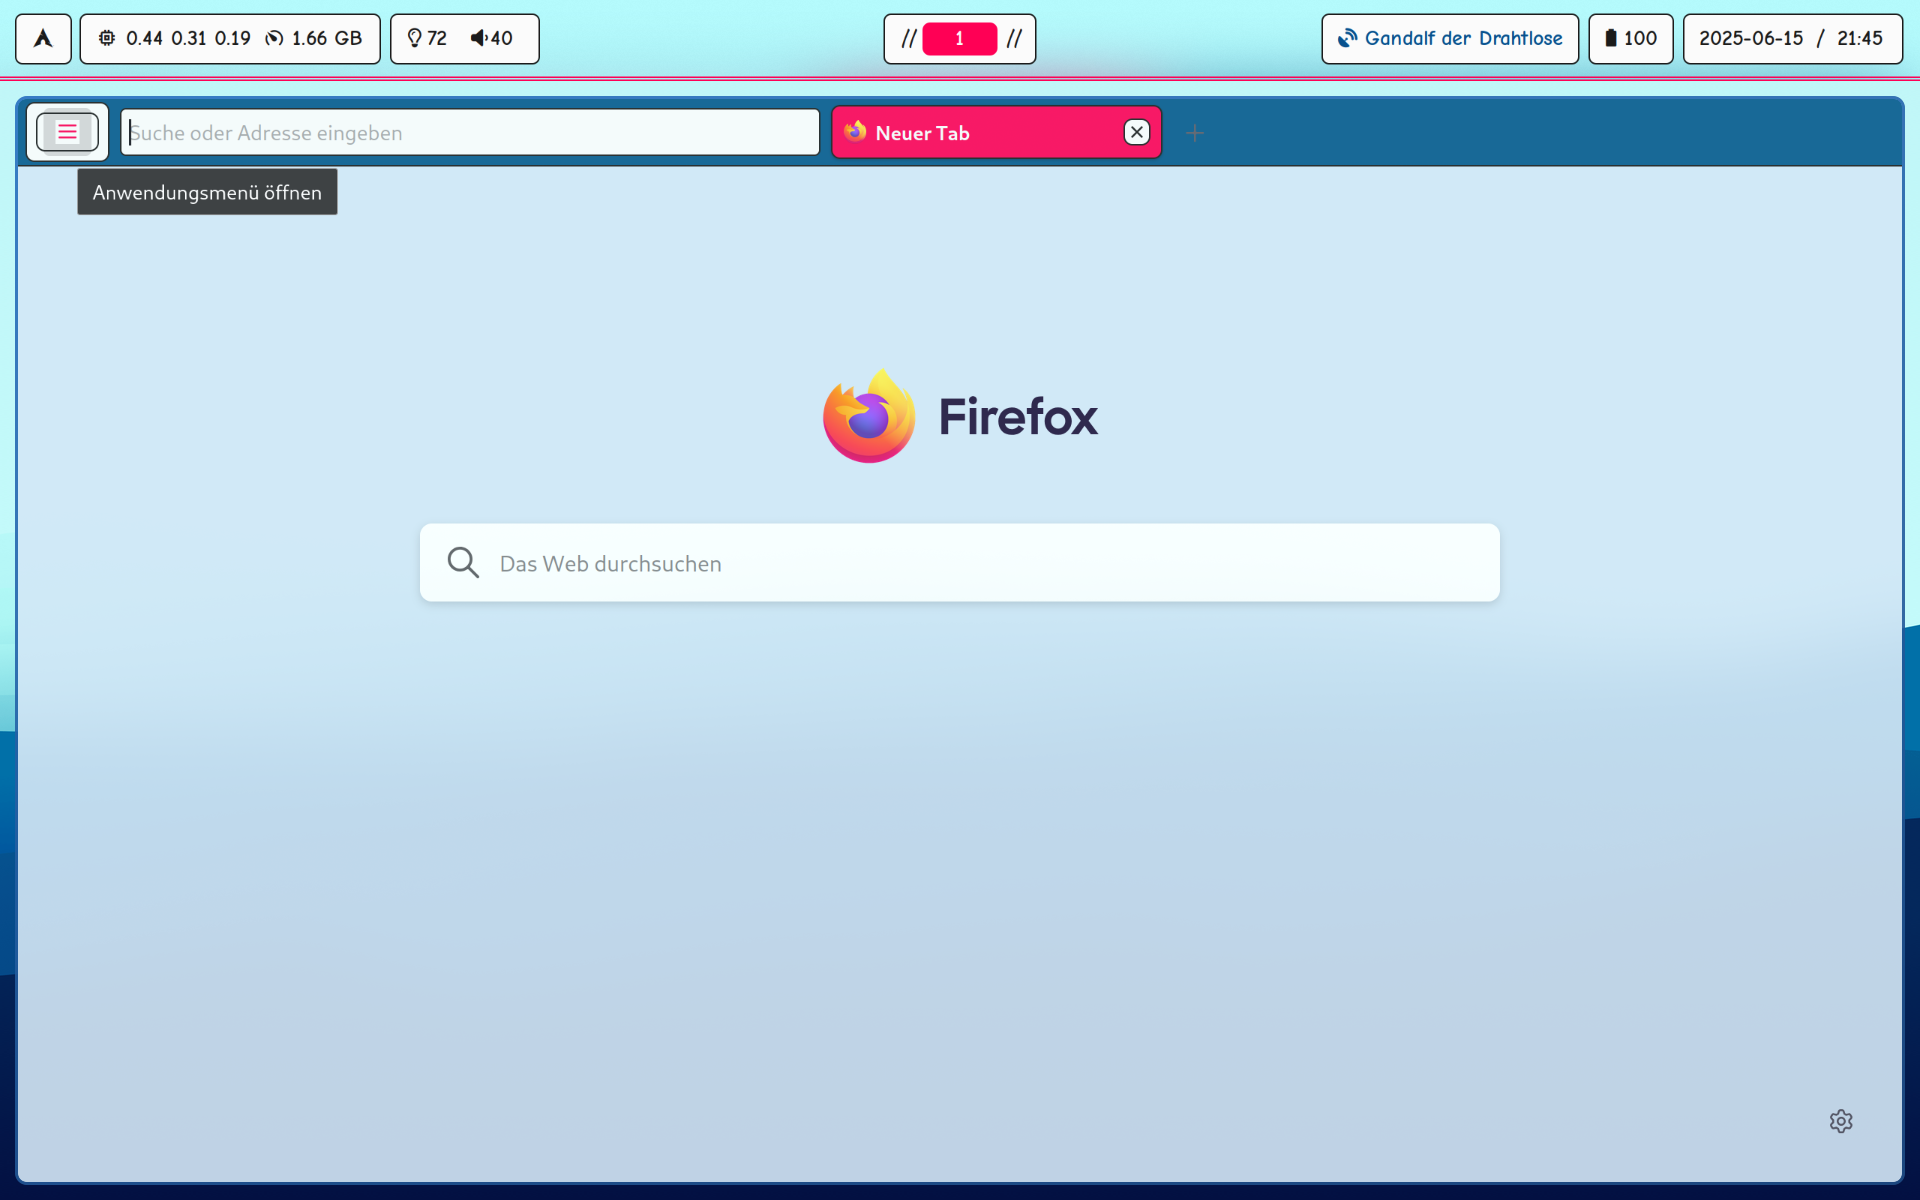 0.44 0.31 0.19 1.66 GB
72 40
// 1 //
Gandalf der Drahtlose
100
2025-06-15 / 21:45
Suche oder Adresse eingeben
Neuer Tab
Anwendungsmenü öffnen
Firefox
Das Web durchsuchen